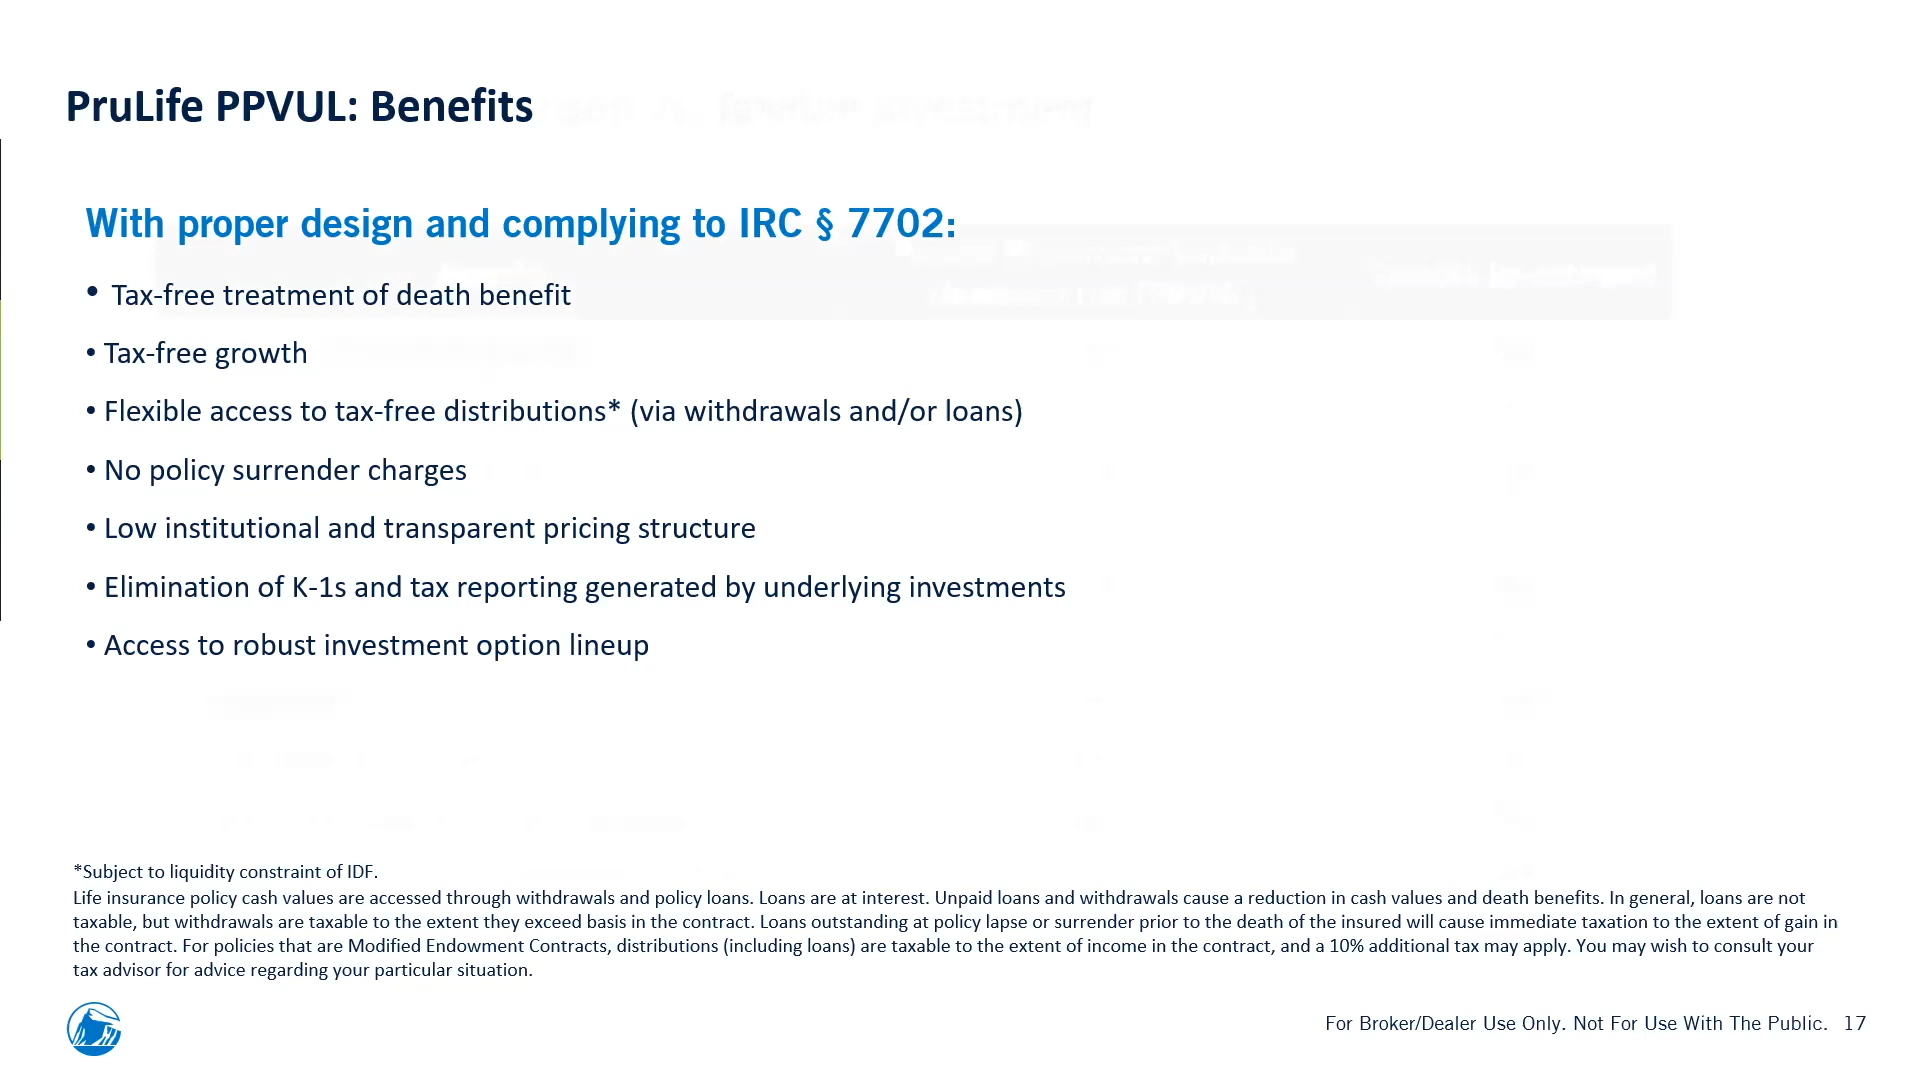 PruLife PPVUL: Benefits
With proper design and complying to IRC § 7702:
• Tax-free treatment of death benefit
• Tax-free growth
• Flexible access to tax-free distributions* (via withdrawals and/or loans)
• No policy surrender charges
• Low institutional and transparent pricing structure
• Elimination of K-1s and tax reporting generated by underlying investments
• Access to robust investment option lineup
*Subject to liquidity constraint of IDF.
Life insurance policy cash values are accessed through withdrawals and policy loans. Loans are at interest. Unpaid loans and withdrawals cause a reduction in cash values and death benefits. In general, loans are not
taxable, but withdrawals are taxable to the extent they exceed basis in the contract. Loans outstanding at policy lapse or surrender prior to the death of the insured will cause immediate taxation to the extent of gain in
the contract. For policies that are Modified Endowment Contracts, distributions (including loans) are taxable to the extent of income in the contract, and a 10% additional tax may apply. You may wish to consult your
tax advisor for advice regarding your particular situation.
For Broker/Dealer Use Only. Not For Use With The Public. 17